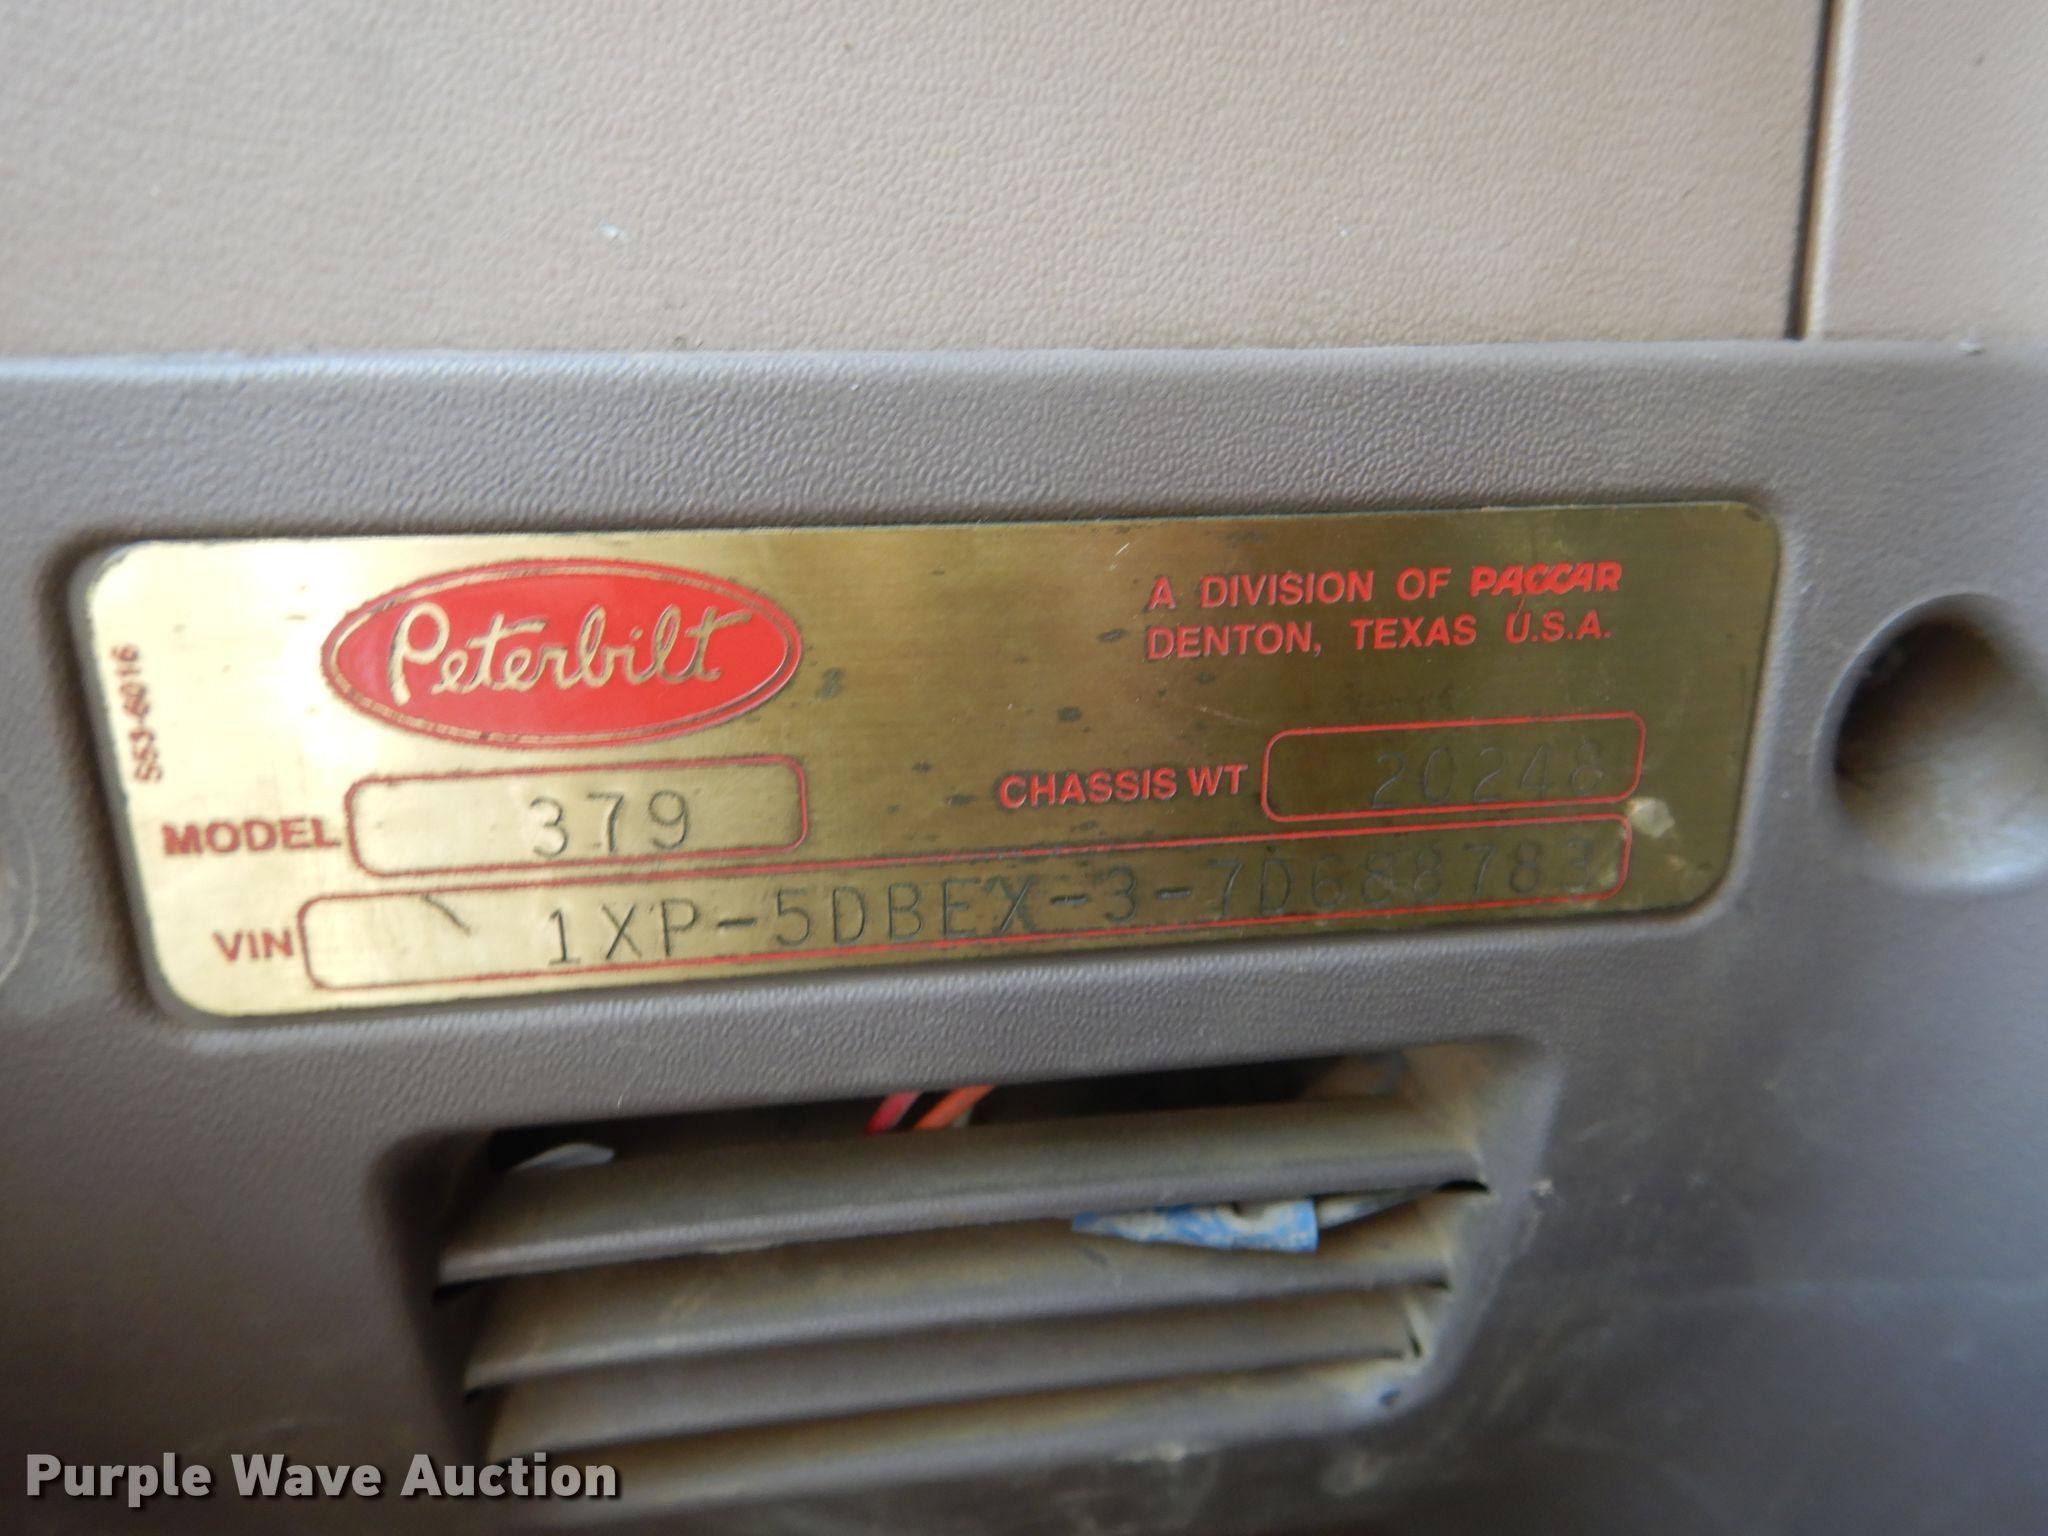 Peterbilt
A DIVISION OF PACCAR
DENTON, TEXAS U.S.A.
S53-6016
MODEL 379
CHASSIS WT 20248
VIN 1XP-5DBEX-3-7D688783
Purple Wave Auction